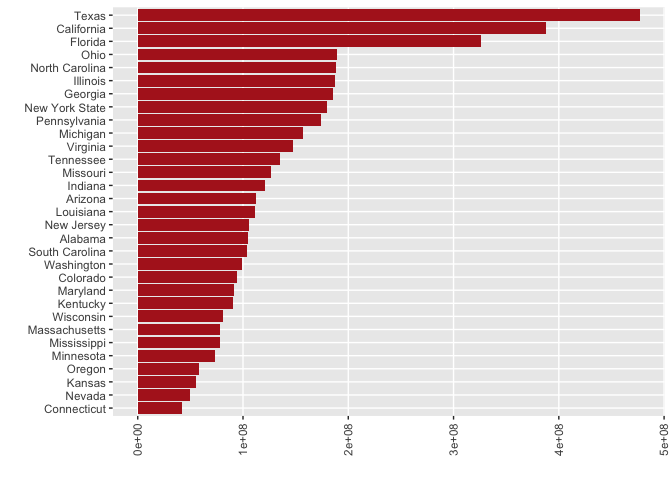 Texas
California
Florida
Ohio
North Carolina
Illinois
Georgia
New York State
Pennsylvania
Michigan
Virginia
Tennessee
Missouri
Indiana
Arizona
Louisiana
New Jersey
Alabama
South Carolina
Washington
Colorado
Maryland
Kentucky
Wisconsin
Massachusetts
Mississippi
Minnesota
Oregon
Kansas
Nevada
Connecticut
0e+00
1e+08
2e+08
3e+08
4e+08
5e+08